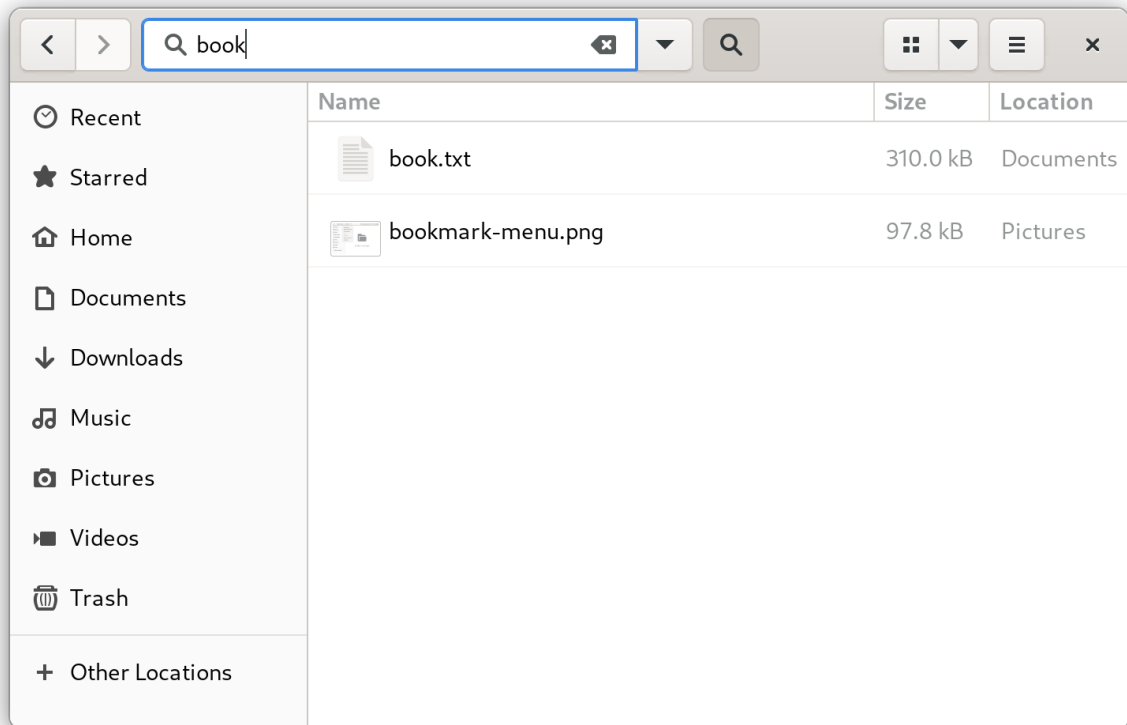 book
Name Size Location
Recent
book.txt 310.0 kB Documents
Starred
bookmark-menu.png 97.8 kB Pictures
Home
Documents
Downloads
Music
Pictures
Videos
Trash
Other Locations